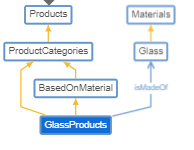 Products
Materials
ProductCategories
Glass
BasedOnMaterial
isMadeOf
GlassProducts